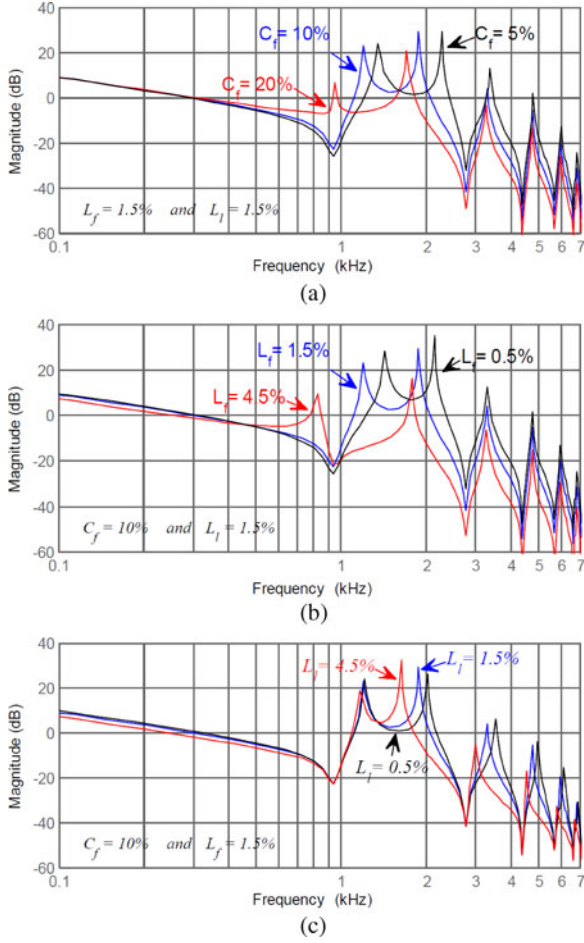 40
20
0
-20
-40
-60
Magnitude (dB)
C_f = 10%
C_f = 5%
C_f = 20%
L_f = 1.5% and L_l = 1.5%
0.1 1 2 3 4 5 6 7
Frequency (kHz)
(a)
40
20
0
-20
-40
-60
Magnitude (dB)
L_f = 1.5%
L_f = 0.5%
L_f = 4.5%
C_f = 10% and L_l = 1.5%
0.1 1 2 3 4 5 6 7
Frequency (kHz)
(b)
40
20
0
-20
-40
-60
Magnitude (dB)
L_l = 4.5%
L_l = 1.5%
L_l = 0.5%
C_f = 10% and L_f = 1.5%
0.1 1 2 3 4 5 6 7
Frequency (kHz)
(c)